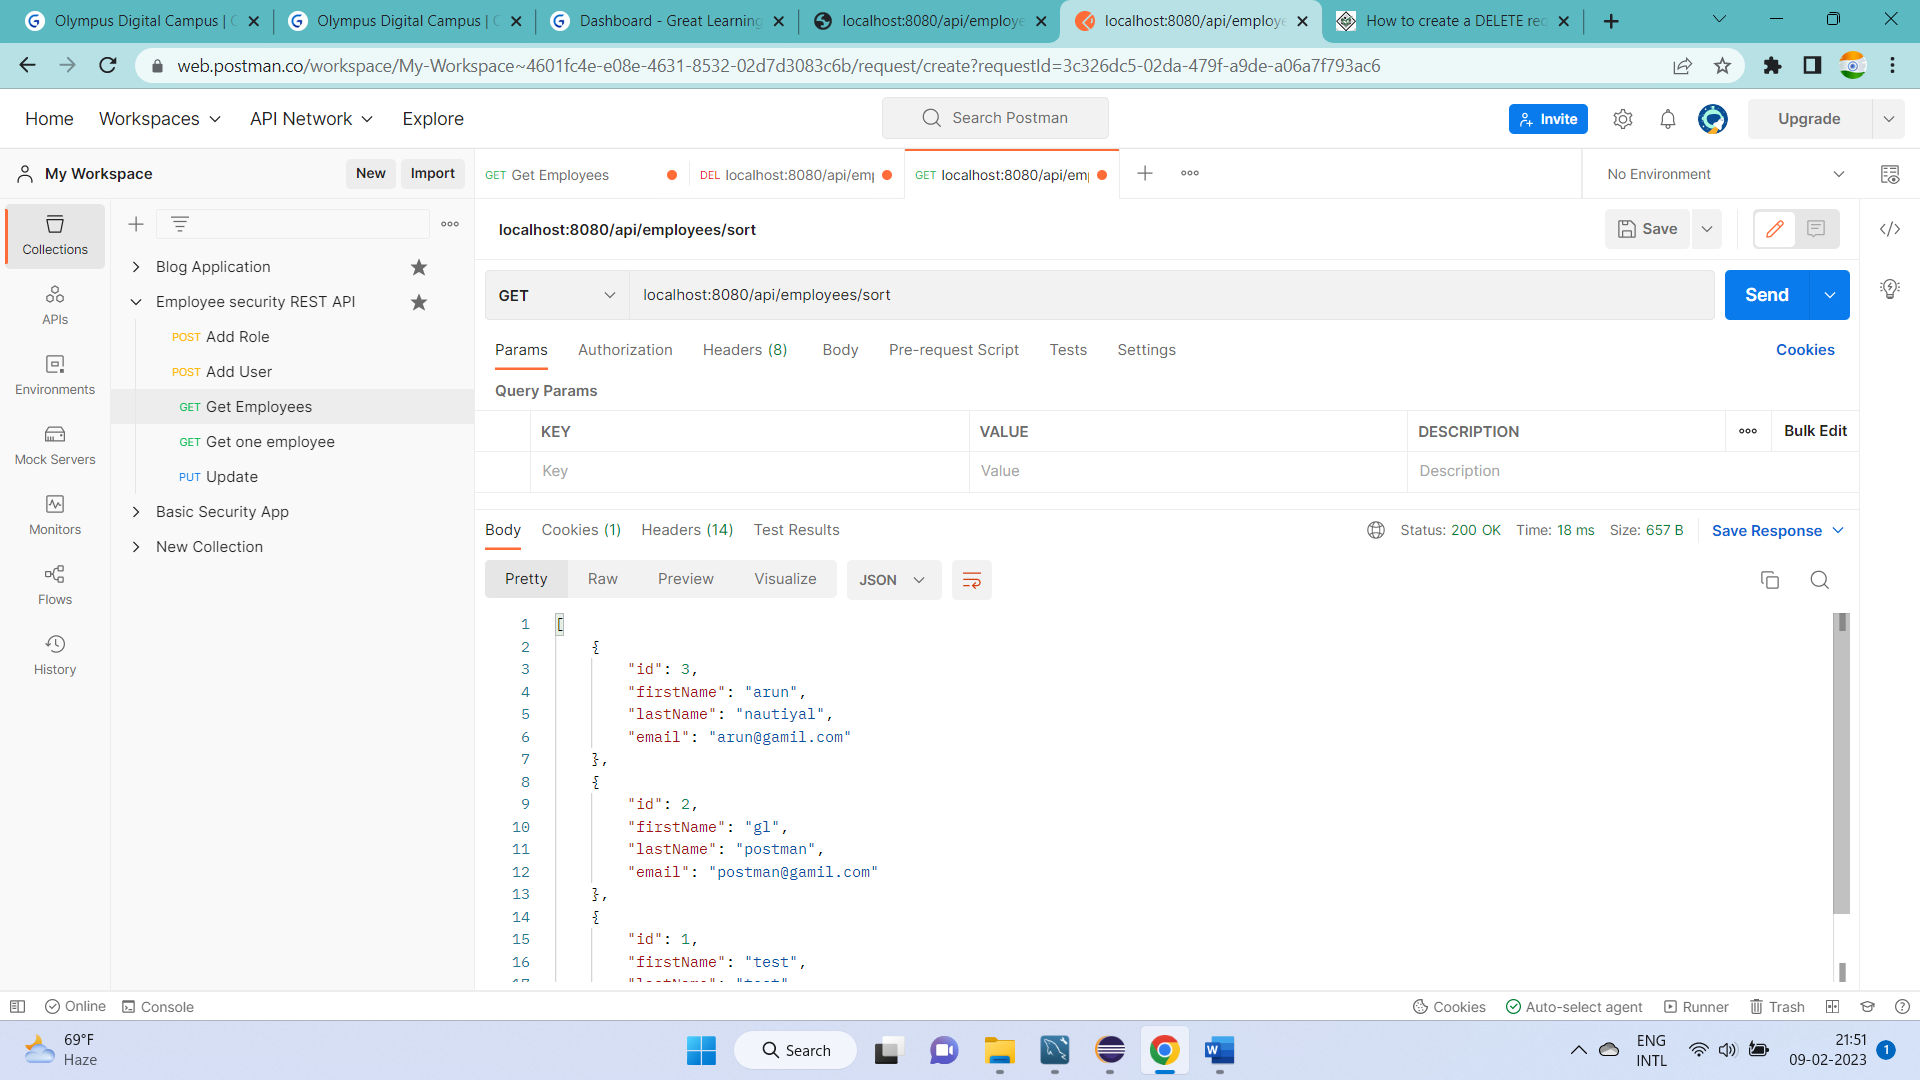 Olympus Digital Campus | G
Olympus Digital Campus | G
Dashboard - Great Learning
localhost:8080/api/employe
localhost:8080/api/employe
How to create a DELETE rec
web.postman.co/workspace/My-Workspace~4601fc4e-e08e-4631-8532-02d7d3083c6b/request/create?requestId=3c326dc5-02da-479f-a9de-a06a7f793ac6
Home
Workspaces
API Network
Explore
Search Postman
Invite
Upgrade
My Workspace
New
Import
GET Get Employees
DEL localhost:8080/api/emp
GET localhost:8080/api/em
No Environment
Collections
APIs
Environments
Mock Servers
Monitors
Flows
History
Blog Application
Employee security REST API
POST Add Role
POST Add User
GET Get Employees
GET Get one employee
PUT Update
Basic Security App
New Collection
localhost:8080/api/employees/sort
Save
GET
localhost:8080/api/employees/sort
Send
Params
Authorization
Headers (8)
Body
Pre-request Script
Tests
Settings
Cookies
Query Params
KEY
VALUE
DESCRIPTION
Bulk Edit
Key
Value
Description
Body
Cookies (1)
Headers (14)
Test Results
Status: 200 OK
Time: 18 ms
Size: 657 B
Save Response
Pretty
Raw
Preview
Visualize
JSON
1 [
2 {
3 "id": 3,
4 "firstName": "arun",
5 "lastName": "nautiyal",
6 "email": "arun@gamil.com"
7 },
8 {
9 "id": 2,
10 "firstName": "gl",
11 "lastName": "postman",
12 "email": "postman@gamil.com"
13 },
14 {
15 "id": 1,
16 "firstName": "test",
Online
Console
Cookies
Auto-select agent
Runner
Trash
69°F
Haze
Search
ENG
INTL
21:51
09-02-2023
1